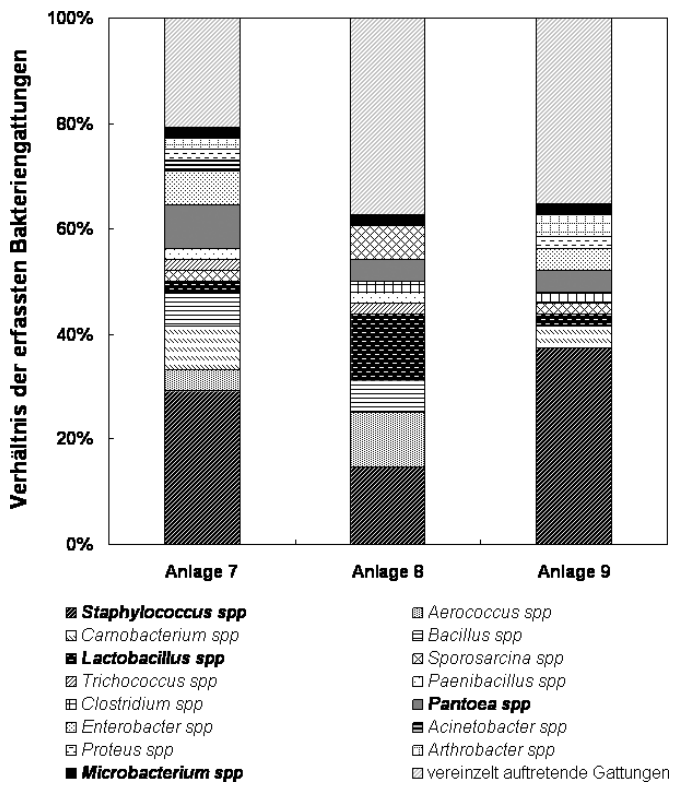 Verhältnis der erfassten Bakteriengattungen
100%
80%
60%
40%
20%
0%
Anlage 7
Anlage 8
Anlage 9
Staphylococcus spp
Aerococcus spp
Carnobacterium spp
Bacillus spp
Lactobacillus spp
Sporosarcina spp
Trichococcus spp
Paenibacillus spp
Clostridium spp
Pantoea spp
Enterobacter spp
Acinetobacter spp
Proteus spp
Arthrobacter spp
Microbacterium spp
vereinzelt auftretende Gattungen